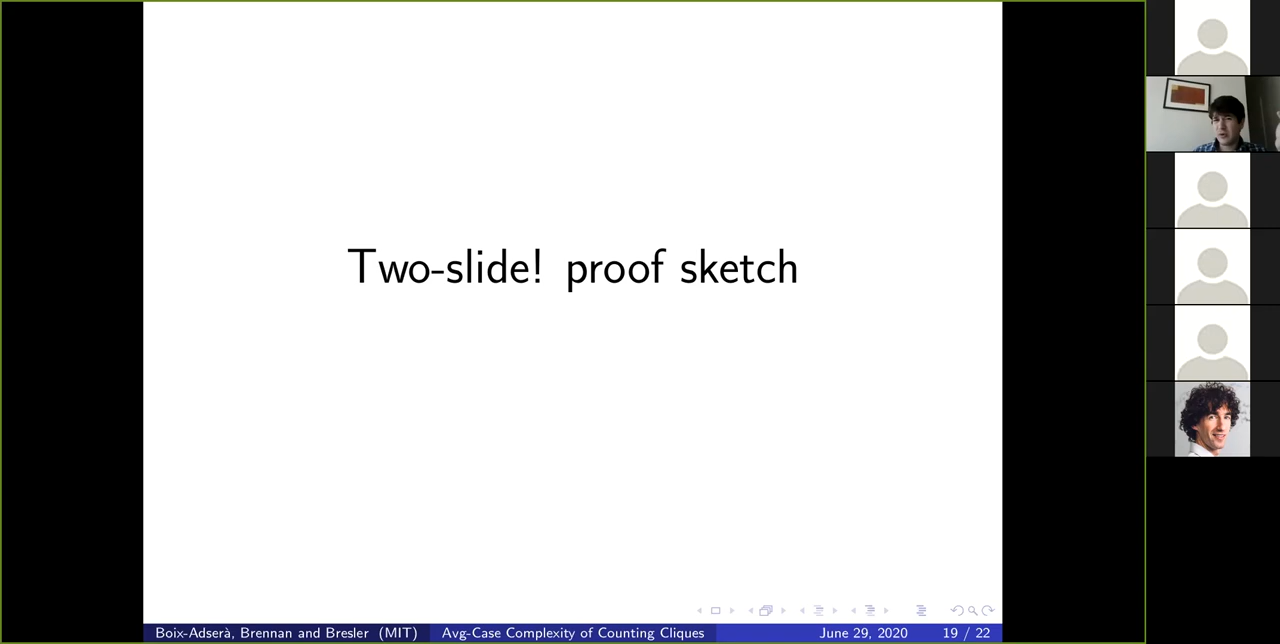 Two-slide! proof sketch
Boix-Adserà, Brennan and Bresler (MIT) Avg-Case Complexity of Counting Cliques June 29, 2020 19 / 22